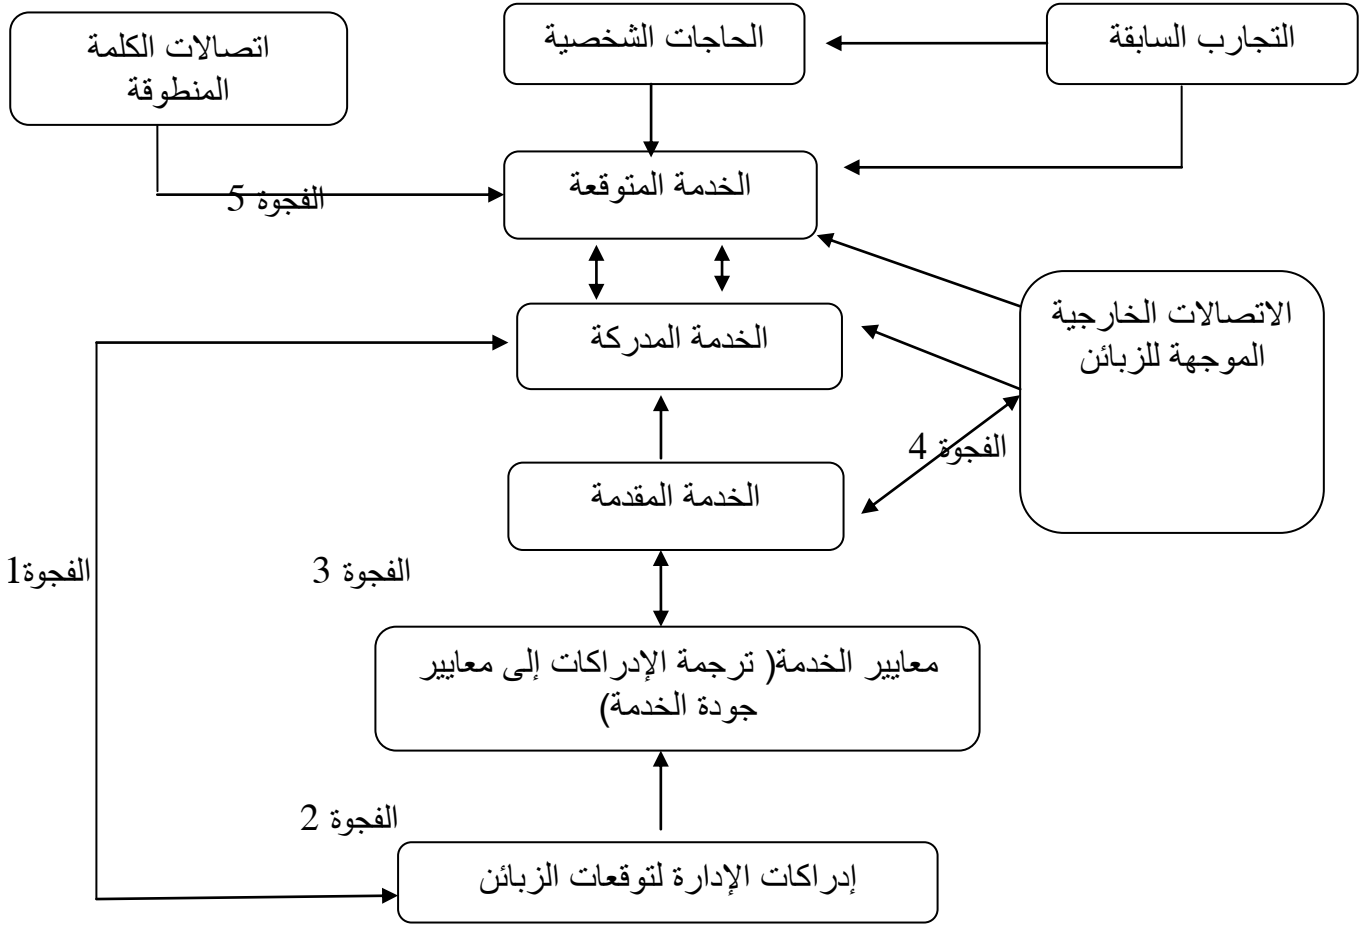 التجارب السابقة
الحاجات الشخصية
اتصالات الكلمة
المنطوقة
الخدمة المتوقعة
الفجوة 5
الاتصالات الخارجية
الموجهة للزبائن
الخدمة المدركة
الفجوة 4
الخدمة المقدمة
الفجوة 3
الفجوة1
معايير الخدمة( ترجمة الإدراكات إلى معايير
جودة الخدمة)
الفجوة 2
إدراكات الإدارة لتوقعات الزبائن